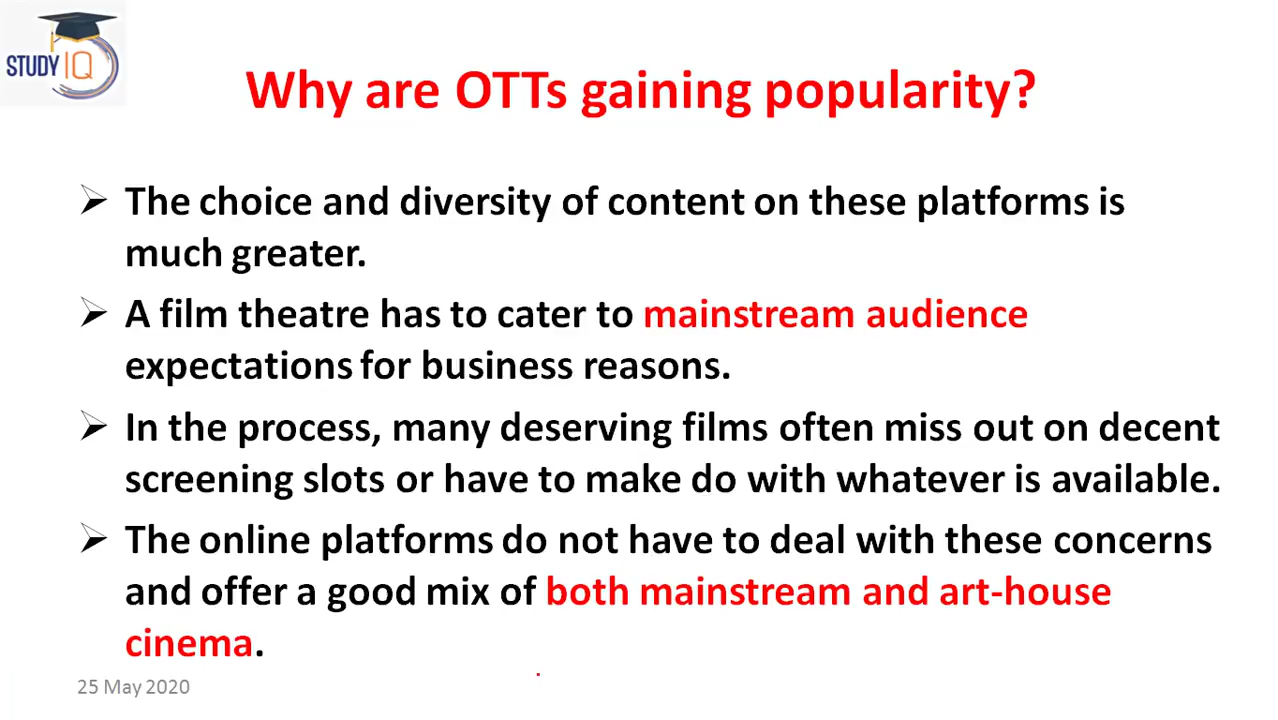 STUDY IQ
Why are OTTs gaining popularity?
➢ The choice and diversity of content on these platforms is
much greater.
➢ A film theatre has to cater to mainstream audience
expectations for business reasons.
➢ In the process, many deserving films often miss out on decent
screening slots or have to make do with whatever is available.
➢ The online platforms do not have to deal with these concerns
and offer a good mix of both mainstream and art-house
cinema.
25 May 2020